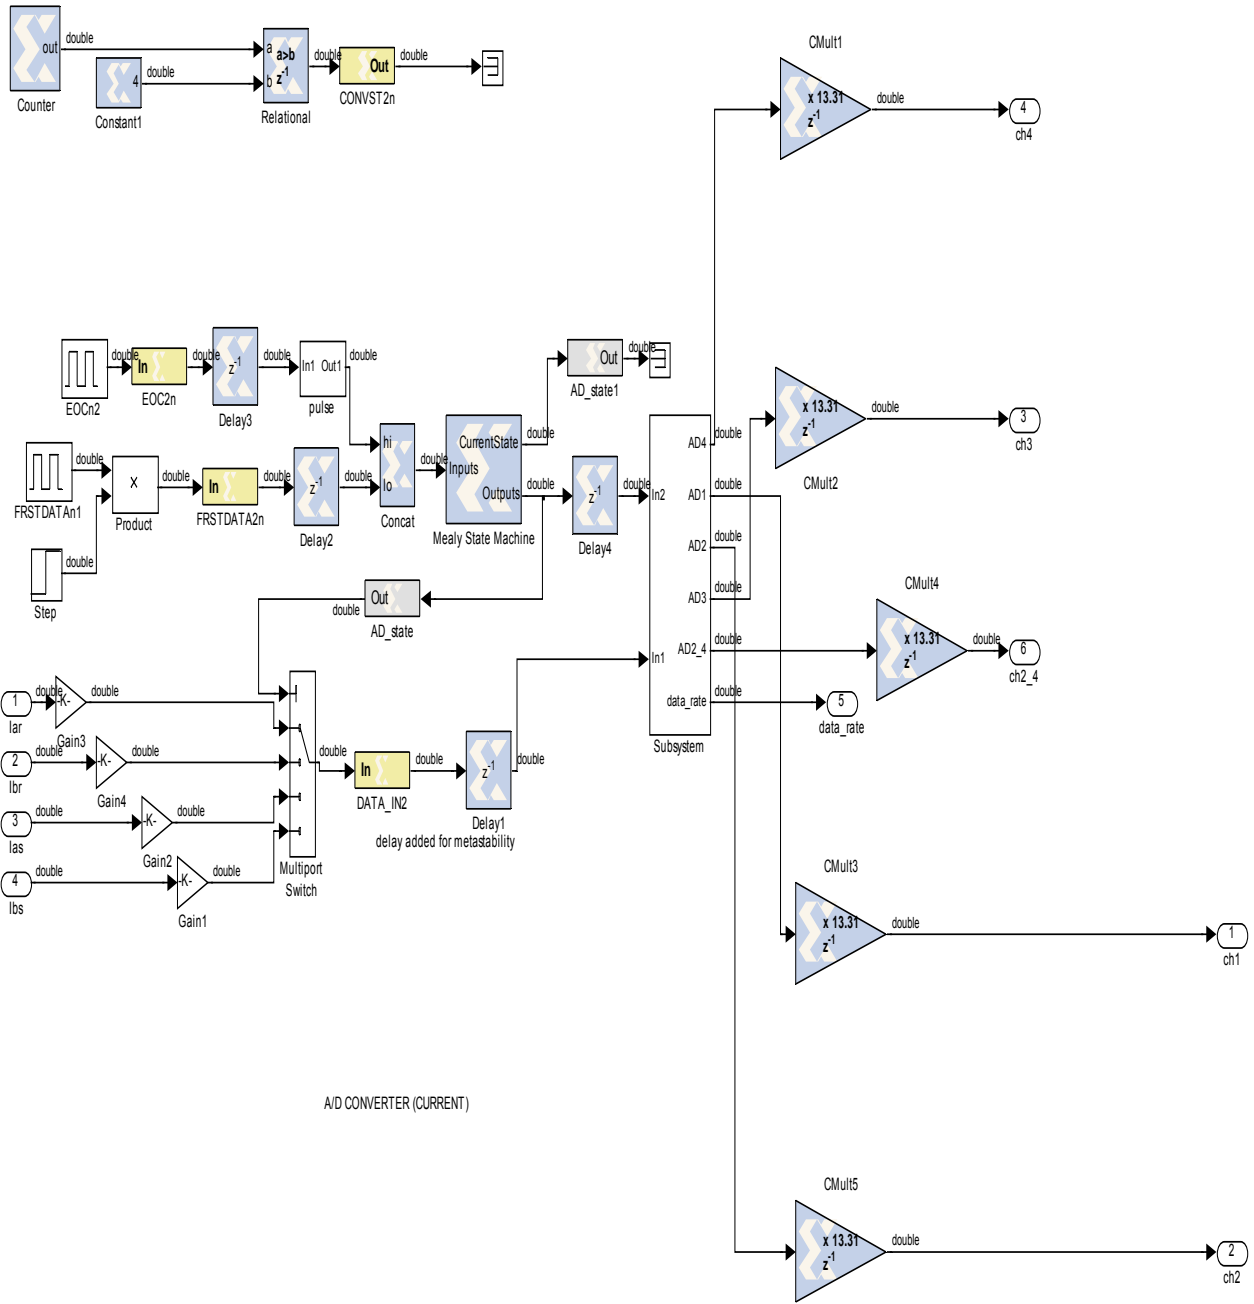 out
double
Counter
4
double
Constant1
a
b
a>b
z-1
Relational
double
Out
CONVST2n
double
CMult1
x 13.31
z-1
double
4
ch4
EOCn2
double
In
EOC2n
double
z-1
Delay3
double
In1 Out1
pulse
double
Out
AD_state1
double
CMult2
x 13.31
z-1
double
3
ch3
FRSTDATAn1
double
X
Product
double
In
FRSTDATA2n
double
z-1
Delay2
double
hi
lo
Concat
double
CurrentState
Inputs
Outputs
Mealy State Machine
double
double
z-1
Delay4
double
Step
double
Out
AD_state
double
In2
In1
AD4
AD1
AD2
AD3
AD2_4
data_rate
Subsystem
double
double
double
double
double
double
CMult4
x 13.31
z-1
double
6
ch2_4
5
data_rate
1
Iar
double
-K-
Gain3
double
2
Ibr
double
-K-
Gain4
double
3
Ias
double
-K-
Gain2
double
4
Ibs
double
-K-
Gain1
double
Multiport
Switch
double
In
DATA_IN2
double
z-1
Delay1
double
delay added for metastability
CMult3
x 13.31
z-1
double
1
ch1
A/D CONVERTER (CURRENT)
CMult5
x 13.31
z-1
double
2
ch2